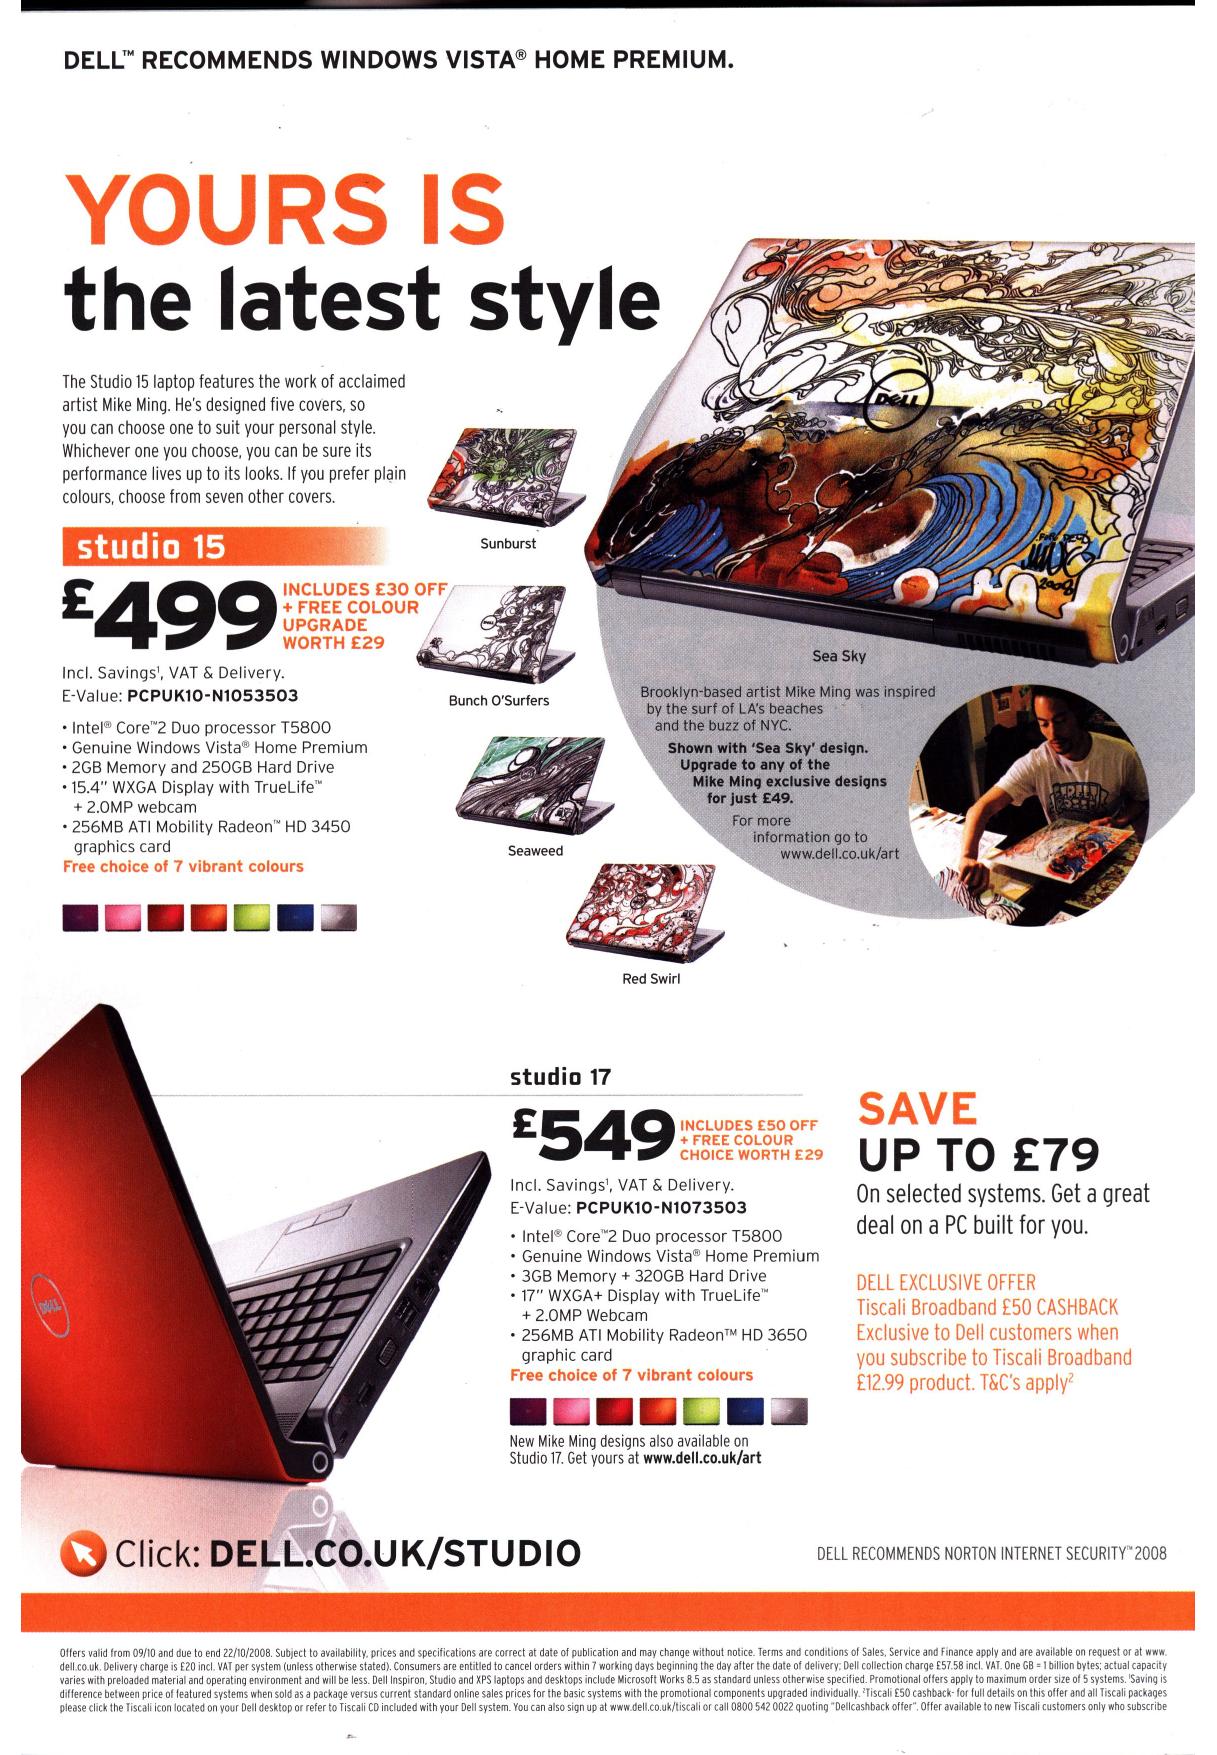 DELL™ RECOMMENDS WINDOWS VISTA® HOME PREMIUM.
YOURS IS
the latest style
The Studio 15 laptop features the work of acclaimed
artist Mike Ming. He's designed five covers, so
you can choose one to suit your personal style.
Whichever one you choose, you can be sure its
performance lives up to its looks. If you prefer plain
colours, choose from seven other covers.
studio 15
£499
INCLUDES £30 OFF
+ FREE COLOUR
UPGRADE
WORTH £29
Incl. Savings¹, VAT & Delivery.
E-Value: PCPUK10-N1053503
• Intel® Core™2 Duo processor T5800
• Genuine Windows Vista® Home Premium
• 2GB Memory and 250GB Hard Drive
• 15.4" WXGA Display with TrueLife™
+ 2.0MP webcam
• 256MB ATI Mobility Radeon™ HD 3450
graphics card
Free choice of 7 vibrant colours
Sunburst
Bunch O'Surfers
Seaweed
Red Swirl
DELL
FOR DELL
2008
Sea Sky
Brooklyn-based artist Mike Ming was inspired
by the surf of LA's beaches
and the buzz of NYC.
Shown with 'Sea Sky' design.
Upgrade to any of the
Mike Ming exclusive designs
for just £49.
For more
information go to
www.dell.co.uk/art
DELL
studio 17
£549
INCLUDES £50 OFF
+ FREE COLOUR
CHOICE WORTH £29
Incl. Savings¹, VAT & Delivery.
E-Value: PCPUK10-N1073503
• Intel® Core™2 Duo processor T5800
• Genuine Windows Vista® Home Premium
• 3GB Memory + 320GB Hard Drive
• 17" WXGA+ Display with TrueLife™
+ 2.0MP Webcam
• 256MB ATI Mobility Radeon™ HD 3650
graphic card
Free choice of 7 vibrant colours
New Mike Ming designs also available on
Studio 17. Get yours at www.dell.co.uk/art
SAVE
UP TO £79
On selected systems. Get a great
deal on a PC built for you.
DELL EXCLUSIVE OFFER
Tiscali Broadband £50 CASHBACK
Exclusive to Dell customers when
you subscribe to Tiscali Broadband
£12.99 product. T&C's apply²
Click: DELL.CO.UK/STUDIO
DELL RECOMMENDS NORTON INTERNET SECURITY™ 2008
Offers valid from 09/10 and due to end 22/10/2008. Subject to availability, prices and specifications are correct at date of publication and may change without notice. Terms and conditions of Sales, Service and Finance apply and are available on request or at www.
dell.co.uk. Delivery charge is £20 incl. VAT per system (unless otherwise stated). Consumers are entitled to cancel orders within 7 working days beginning the day after the date of delivery; Dell collection charge £57.58 incl. VAT. One GB = 1 billion bytes; actual capacity
varies with preloaded material and operating environment and will be less. Dell Inspiron, Studio and XPS laptops and desktops include Microsoft Works 8.5 as standard unless otherwise specified. Promotional offers apply to maximum order size of 5 systems. ¹Saving is
difference between price of featured systems when sold as a package versus current standard online sales prices for the basic systems with the promotional components upgraded individually. ²Tiscali £50 cashback- for full details on this offer and all Tiscali packages
please click the Tiscali icon located on your Dell desktop or refer to Tiscali CD included with your Dell system. You can also sign up at www.dell.co.uk/tiscali or call 0800 542 0022 quoting "Dellcashback offer". Offer available to new Tiscali customers only who subscribe